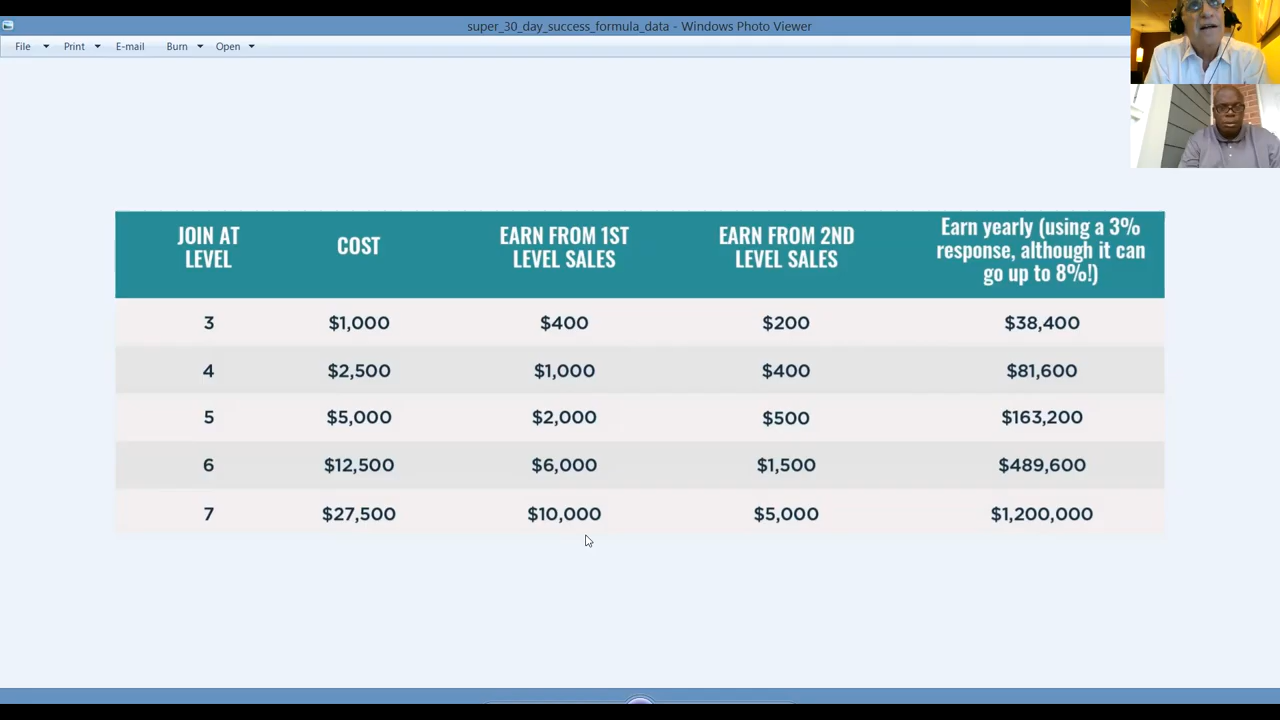 super_30_day_success_formula_data - Windows Photo Viewer
File Print E-mail Burn Open
JOIN AT
LEVEL
COST
EARN FROM 1ST
LEVEL SALES
EARN FROM 2ND
LEVEL SALES
Earn yearly (using a 3%
response, although it can
go up to 8%!)
3 $1,000 $400 $200 $38,400
4 $2,500 $1,000 $400 $81,600
5 $5,000 $2,000 $500 $163,200
6 $12,500 $6,000 $1,500 $489,600
7 $27,500 $10,000 $5,000 $1,200,000